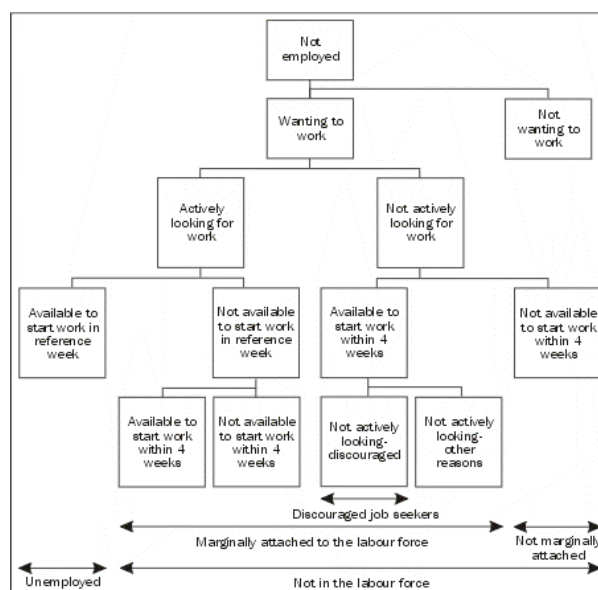 Not
employed
Wanting to
work
Not
wanting to
work
Actively
looking for
work
Not actively
looking for
work
Available to
start work in
reference
week
Not available
to start work
in reference
week
Available to
start work
within 4
weeks
Not available
to start work
within 4
weeks
Available to
start work
within 4
weeks
Not available
to start work
within 4
weeks
Not actively
looking-
discouraged
Not actively
looking-
other
reasons
Discouraged job seekers
Marginally attached to the labour force
Not marginally
attached
Unemployed
Not in the labour force